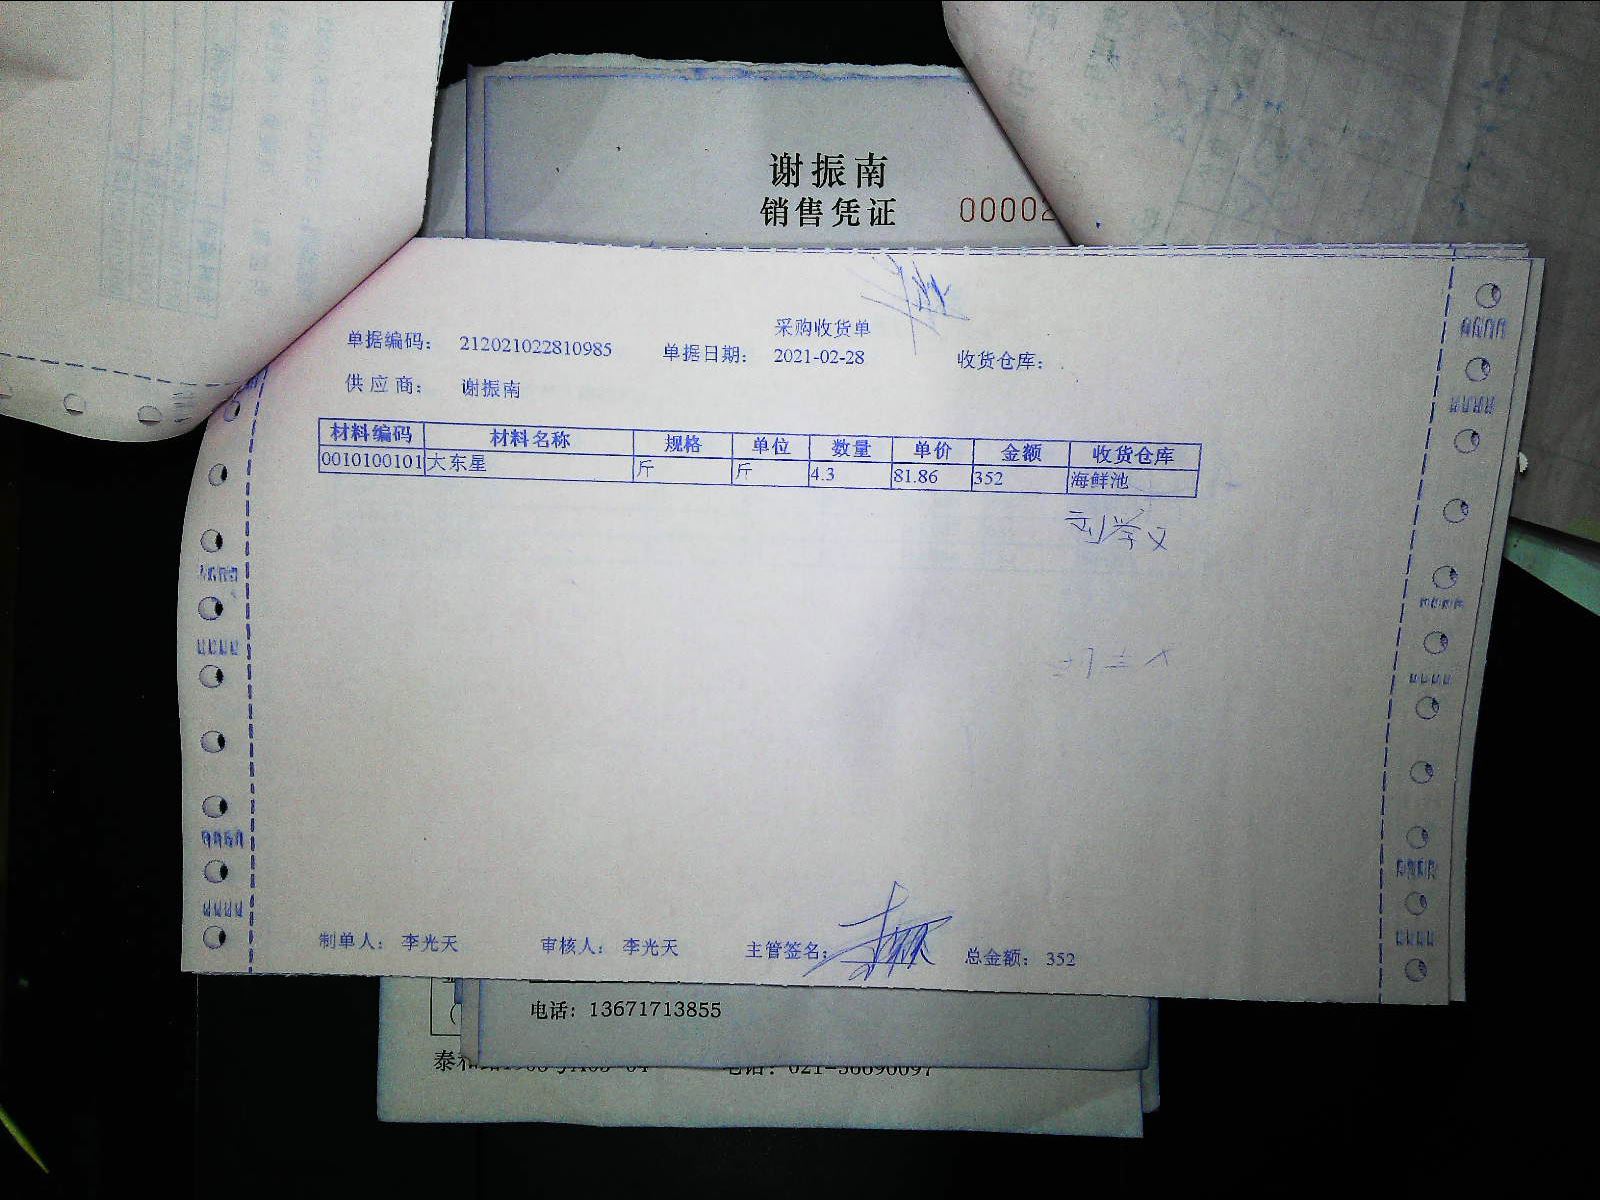 谢振南
销售凭证 00002
采购收货单
单据编码： 212021022810985 单据日期： 2021-02-28 收货仓库：
供应商： 谢振南
材料编码 材料名称 规格 单位 数量 单价 金额 收货仓库
0010100101 大东星 斤 斤 4.3 81.86 352 海鲜池
刘学义
制单人： 李光天 审核人： 李光天 主管签名： 总金额： 352
电话：13671713855